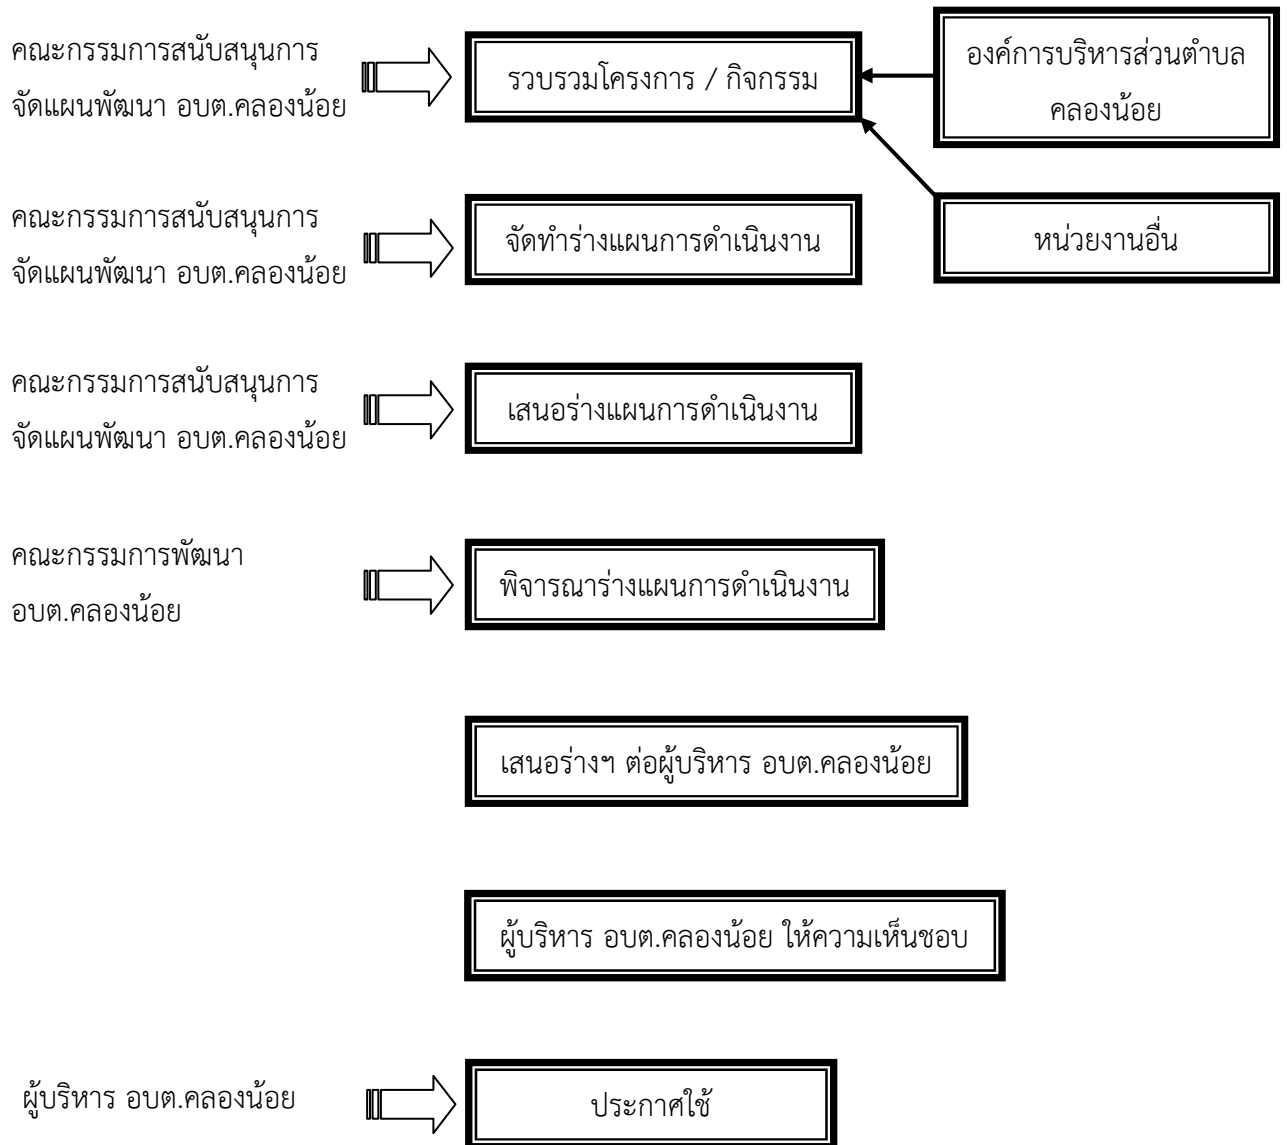 คณะกรรมการสนับสนุนการ
จัดแผนพัฒนา อบต.คลองน้อย
รวบรวมโครงการ / กิจกรรม
องค์การบริหารส่วนตำบล
คลองน้อย
คณะกรรมการสนับสนุนการ
จัดแผนพัฒนา อบต.คลองน้อย
จัดทำร่างแผนการดำเนินงาน
หน่วยงานอื่น
คณะกรรมการสนับสนุนการ
จัดแผนพัฒนา อบต.คลองน้อย
เสนอร่างแผนการดำเนินงาน
คณะกรรมการพัฒนา
อบต.คลองน้อย
พิจารณาร่างแผนการดำเนินงาน
เสนอร่างฯ ต่อผู้บริหาร อบต.คลองน้อย
ผู้บริหาร อบต.คลองน้อย ให้ความเห็นชอบ
ผู้บริหาร อบต.คลองน้อย
ประกาศใช้